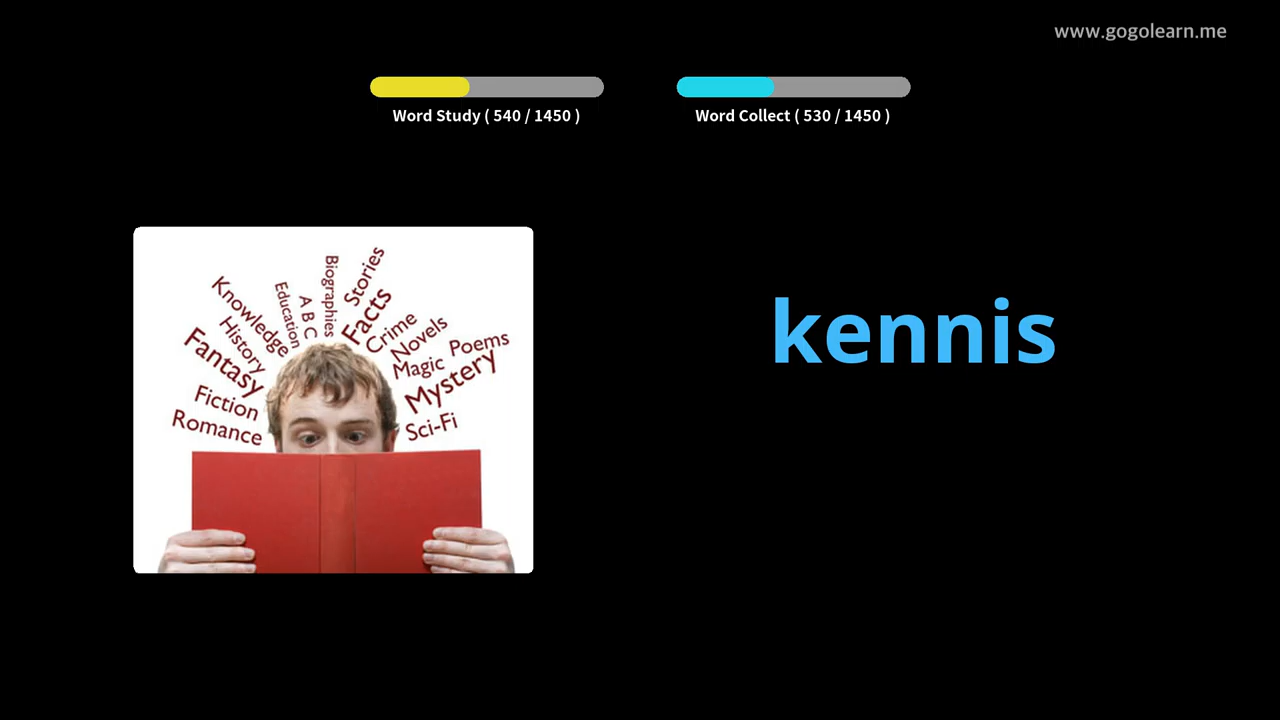 www.gogolearn.me
Word Study ( 540 / 1450 )
Word Collect ( 530 / 1450 )
kennis
Biographies
Stories
Facts
A B C
Education
Knowledge
History
Fantasy
Fiction
Romance
Crime
Novels
Magic
Poems
Mystery
Sci-Fi